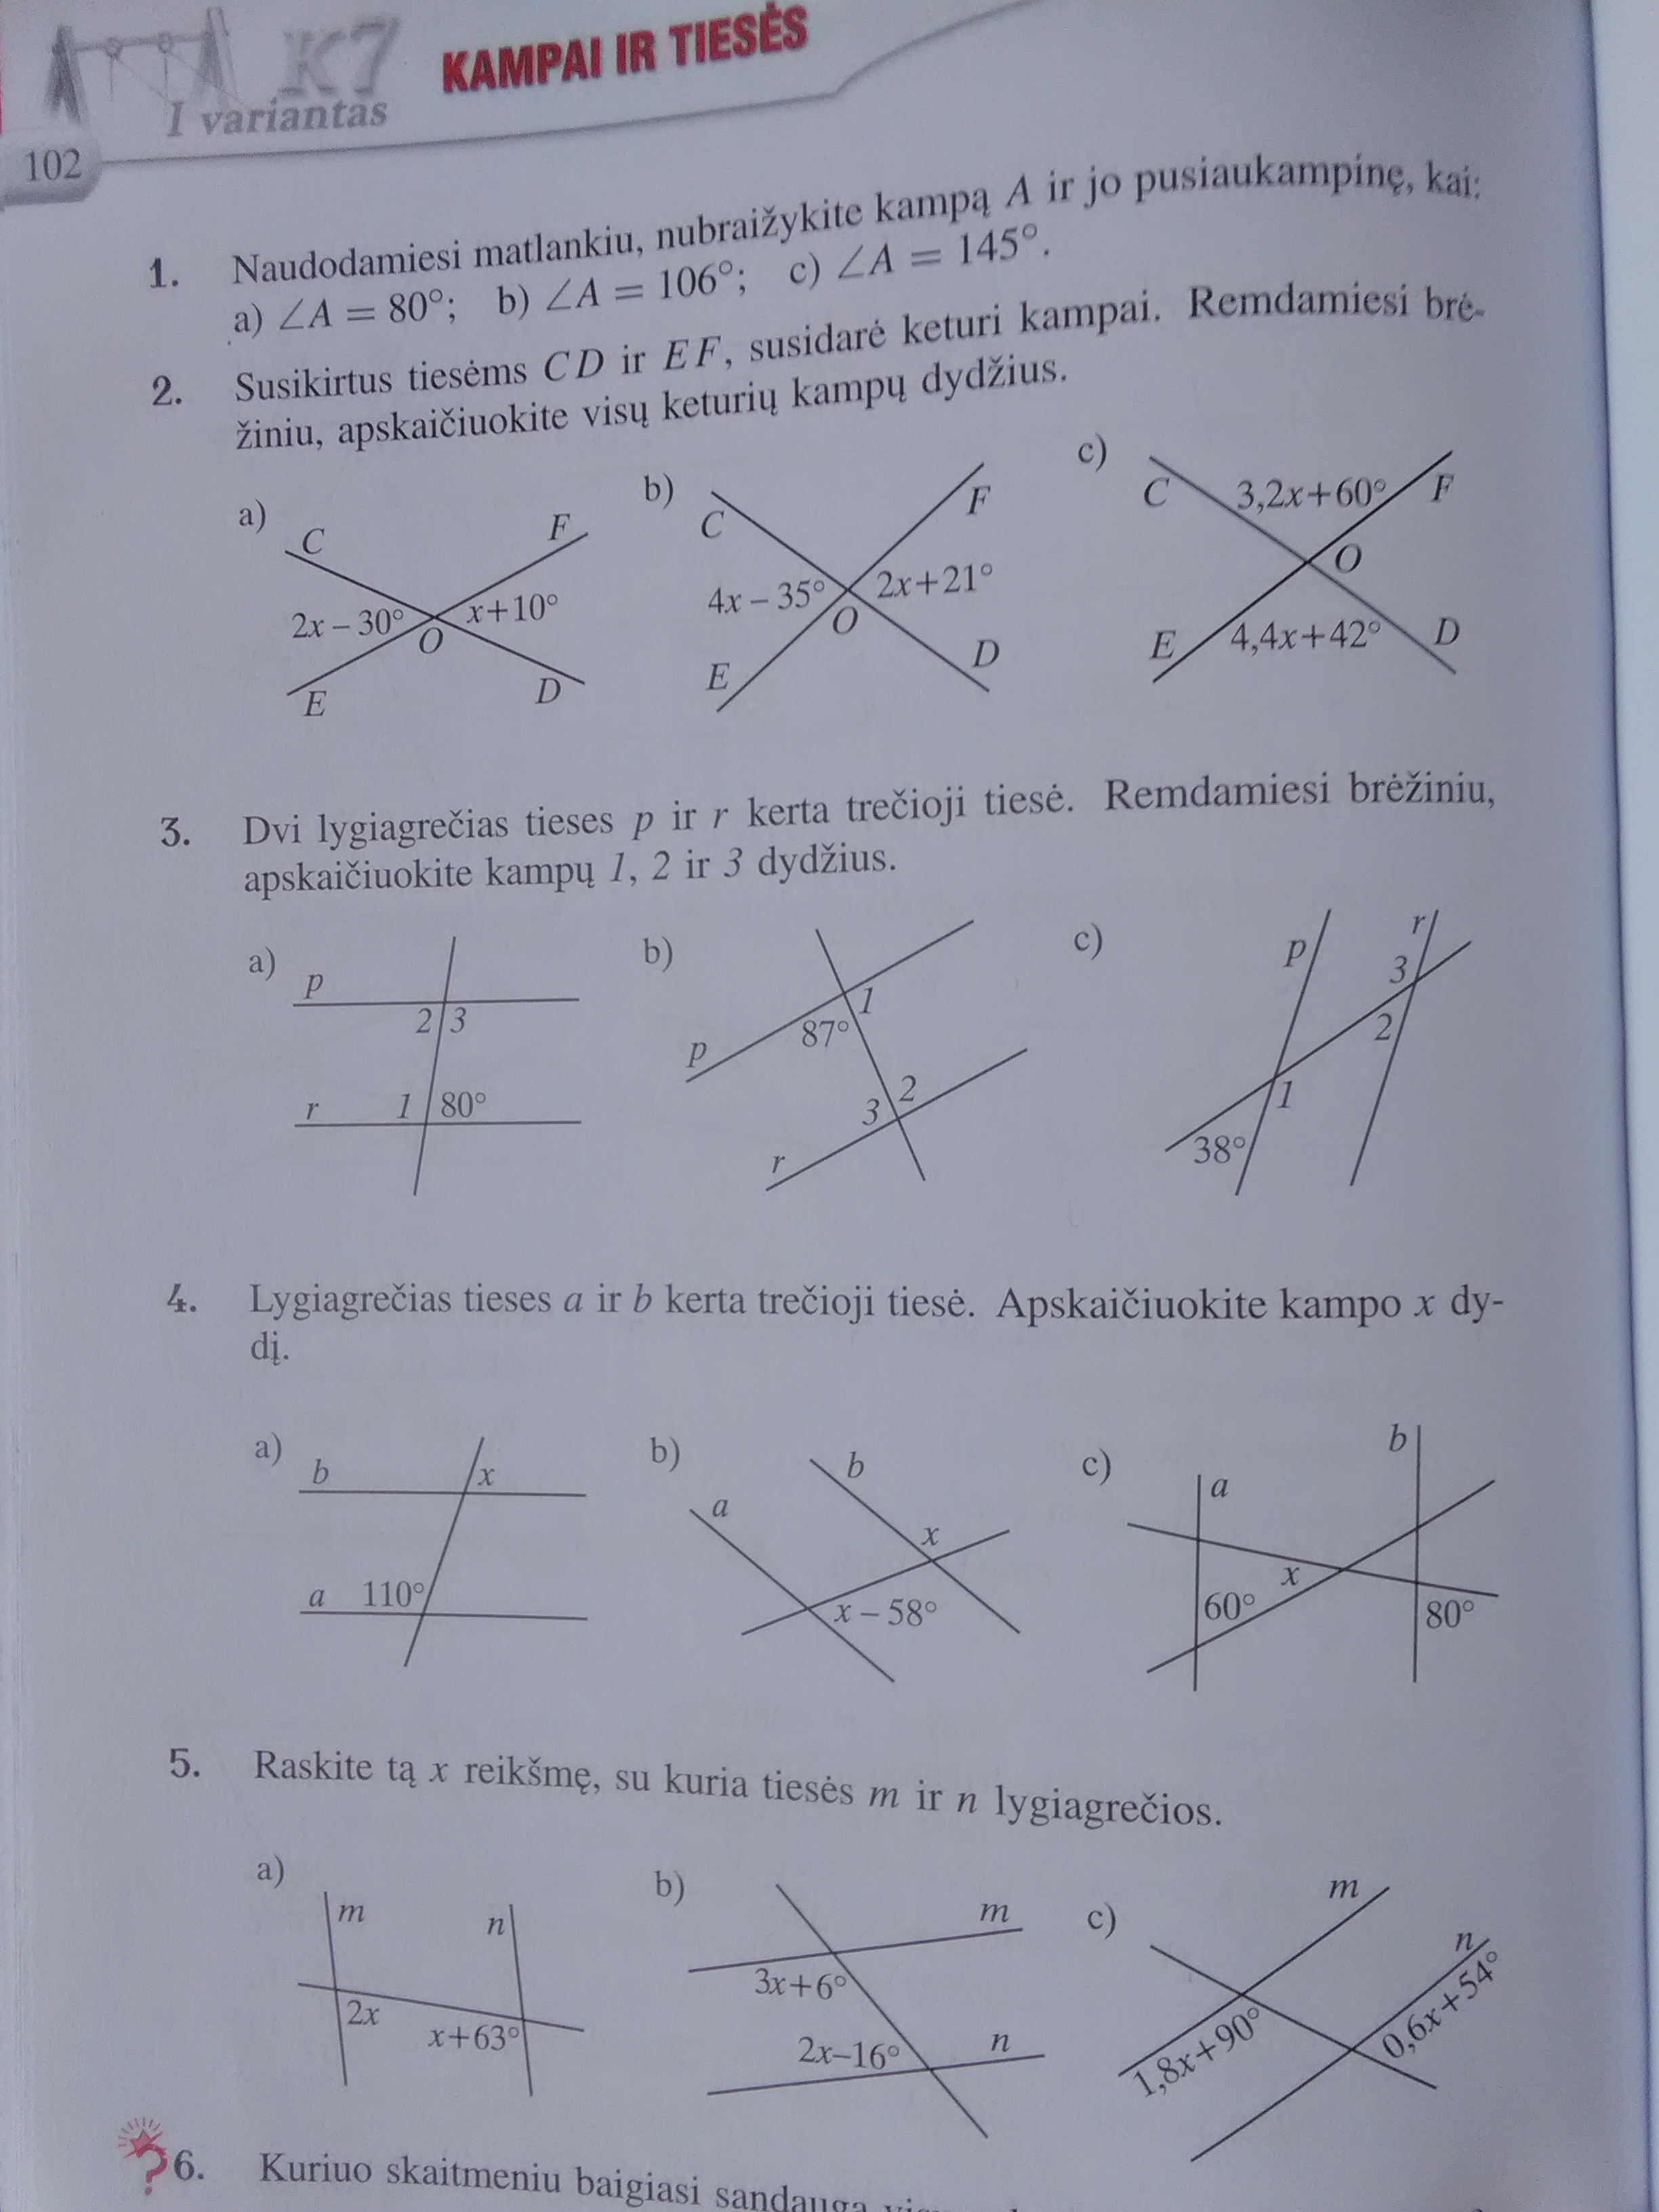 K7
KAMPAI IR TIESĖS
I variantas
102
1. Naudodamiesi matlankiu, nubraižykite kampą A ir jo pusiaukampinę, kai:
a) ∠A = 80°; b) ∠A = 106°; c) ∠A = 145°.
2. Susikirtus tiesėms CD ir EF, susidarė keturi kampai. Remdamiesi brė-
žiniu, apskaičiuokite visų keturių kampų dydžius.
a) C F 2x – 30° x+10° O E D
b) C F 4x – 35° 2x+21° O E D
c) C 3,2x+60° F O E 4,4x+42° D
3. Dvi lygiagrečias tieses p ir r kerta trečioji tiesė. Remdamiesi brėžiniu,
apskaičiuokite kampų 1, 2 ir 3 dydžius.
a) p 2 3 r 1 80°
b) 1 87° p 2 3 r
c) p r 3 2 1 38°
4. Lygiagrečias tieses a ir b kerta trečioji tiesė. Apskaičiuokite kampo x dy-
dį.
a) b x a 110°
b) b a x x – 58°
c) b a x 60° 80°
5. Raskite tą x reikšmę, su kuria tiesės m ir n lygiagrečios.
a) m n 2x x+63°
b) m 3x+6° 2x–16° n
c) m n 1,8x+90° 0,6x+54°
?6. Kuriuo skaitmeniu baigiasi sandauga